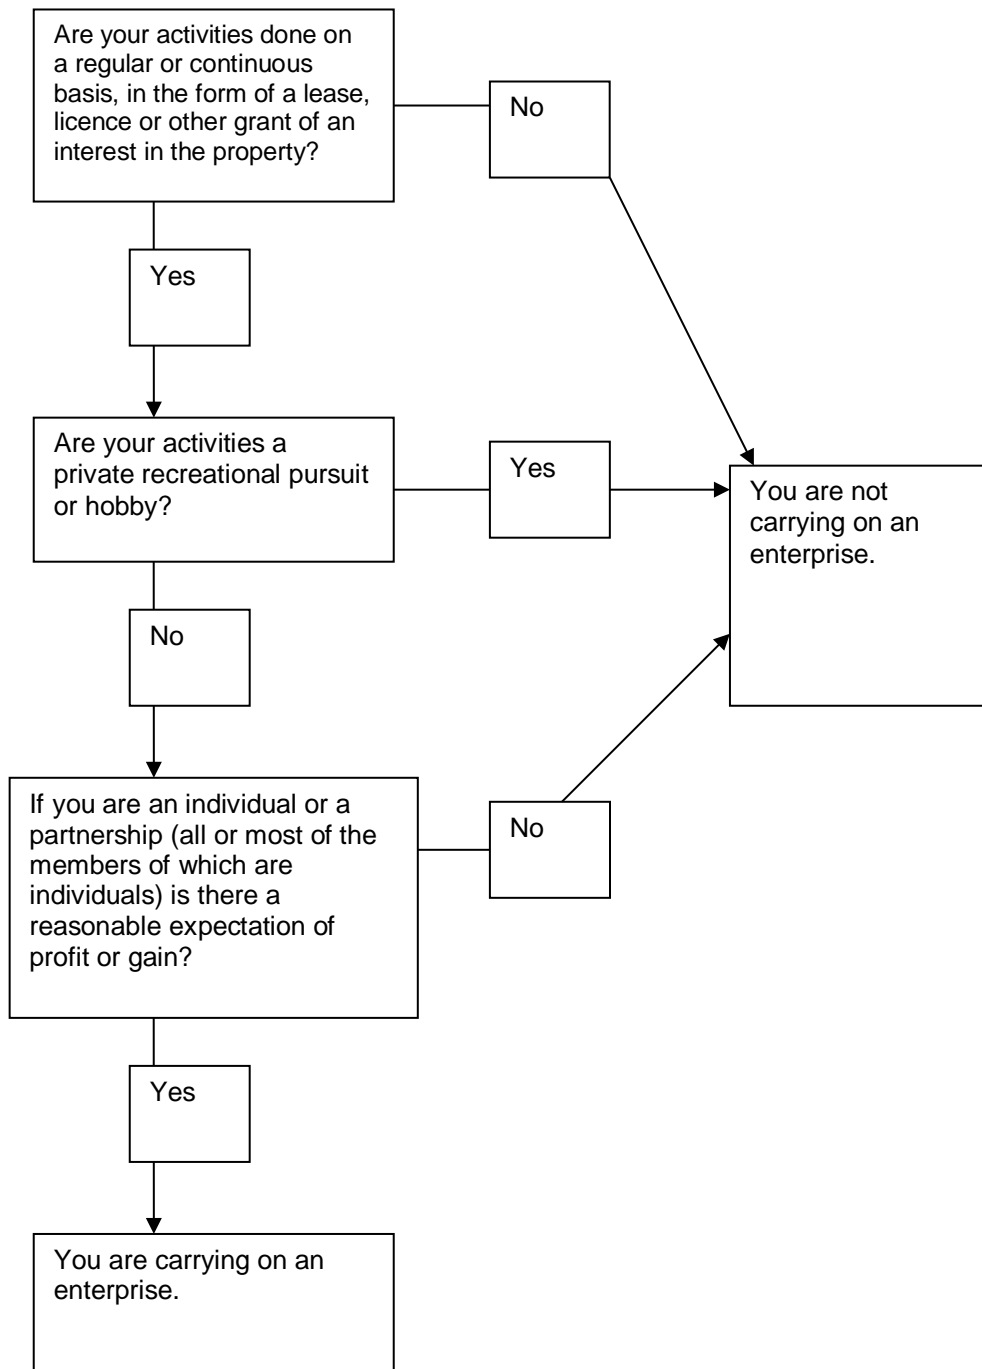 Are your activities done on
a regular or continuous
basis, in the form of a lease,
licence or other grant of an
interest in the property?
No
Yes
Are your activities a
private recreational pursuit
or hobby?
Yes
You are not
carrying on an
enterprise.
No
If you are an individual or a
partnership (all or most of the
members of which are
individuals) is there a
reasonable expectation of
profit or gain?
No
Yes
You are carrying on an
enterprise.